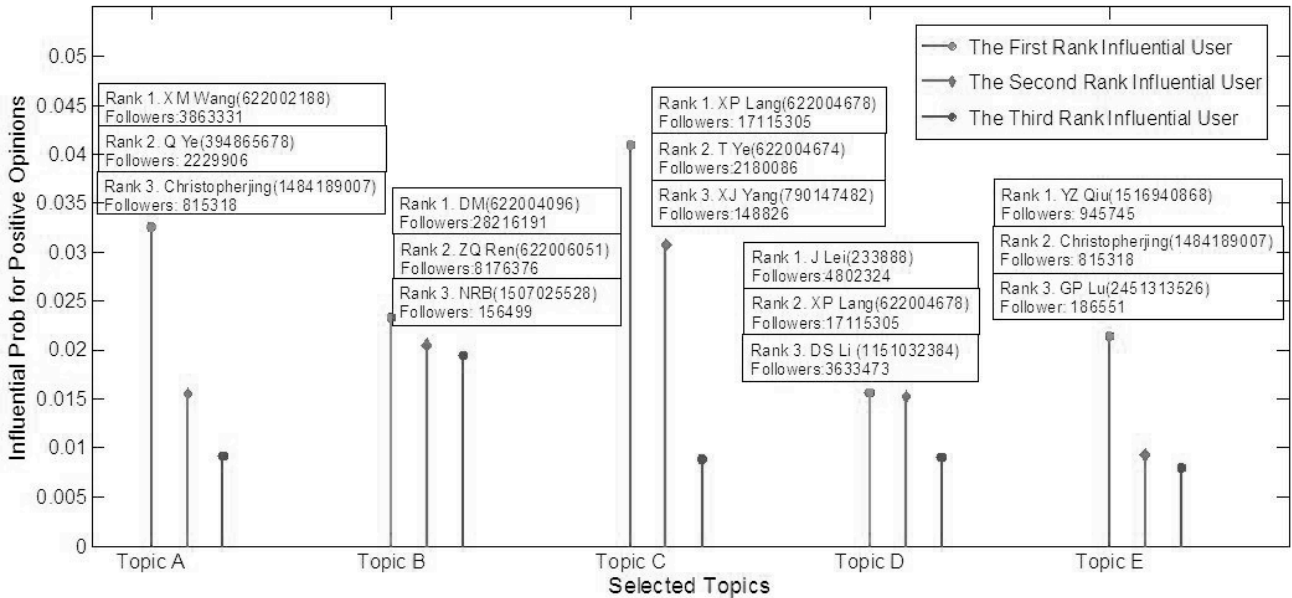 Influential Prob for Positive Opinions
0.05
0.045
0.04
0.035
0.03
0.025
0.02
0.015
0.01
0.005
0
The First Rank Influential User
The Second Rank Influential User
The Third Rank Influential User
Rank 1. X M Wang(622002188)
Followers:3863331
Rank 2. Q Ye(394865678)
Followers: 2229906
Rank 3. Christopherjing(1484189007)
Followers: 815318
Rank 1. DM(622004096)
Followers:28216191
Rank 2. ZQ Ren(622006051)
Followers:8176376
Rank 3. NRB(1507025528)
Followers: 156499
Rank 1. XP Lang(622004678)
Followers: 17115305
Rank 2. T Ye(622004674)
Followers:2180086
Rank 3. XJ Yang(790147482)
Followers:148826
Rank 1. J Lei(233888)
Followers:4802324
Rank 2. XP Lang(622004678)
Followers:17115305
Rank 3. DS Li (1151032384)
Followers:3633473
Rank 1. YZ Qiu(1516940868)
Followers: 945745
Rank 2. Christopherjing(1484189007)
Followers:815318
Rank 3. GP Lu(2451313526)
Follower: 186551
Topic A
Topic B
Topic C
Topic D
Topic E
Selected Topics